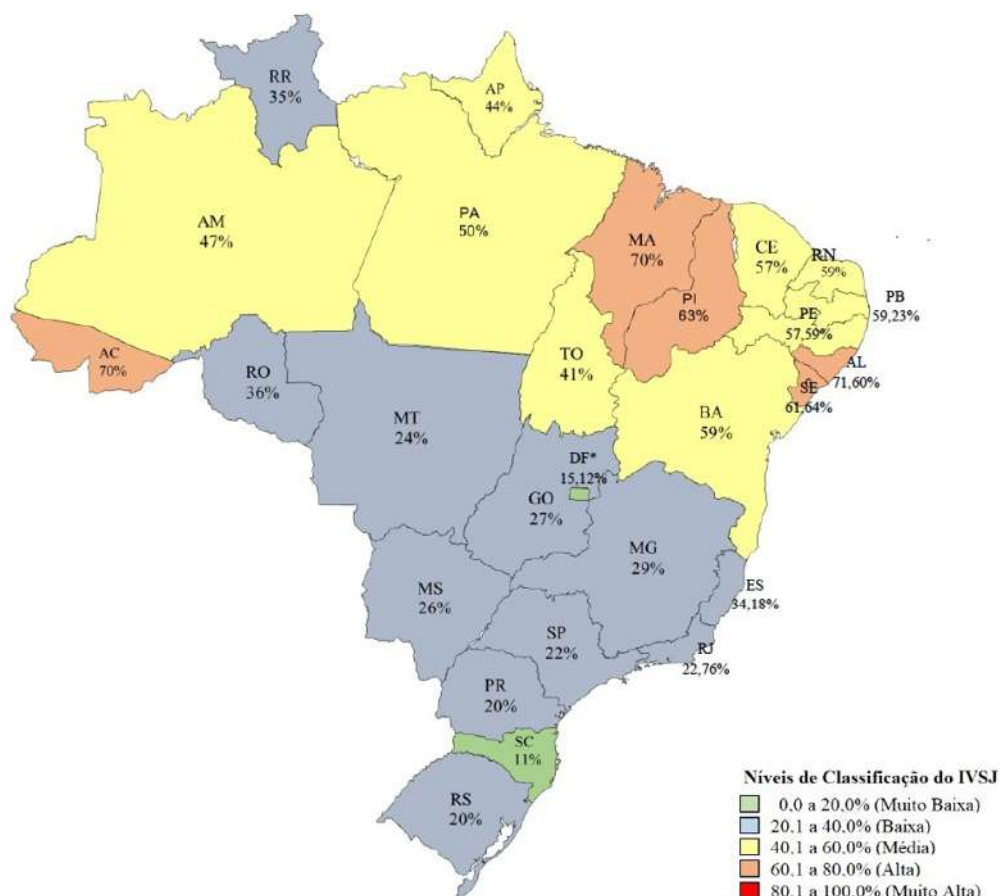 RR
35%
AP
44%
AM
47%
PA
50%
MA
70%
CE
57%
RN
59%
PB
59,23%
PI
63%
PE
57,59%
AC
70%
RO
36%
TO
41%
AL
71,60%
SE
61,64%
MT
24%
BA
59%
DF*
15,12%
GO
27%
MG
29%
MS
26%
ES
34,18%
SP
22%
RJ
22,76%
PR
20%
SC
11%
RS
20%
Níveis de Classificação do IVSJ
0,0 a 20.0% (Muito Baixa)
20.1 a 40.0% (Baixa)
40.1 a 60.0% (Média)
60.1 a 80.0% (Alta)
80.1 a 100.0% (Muito Alta)